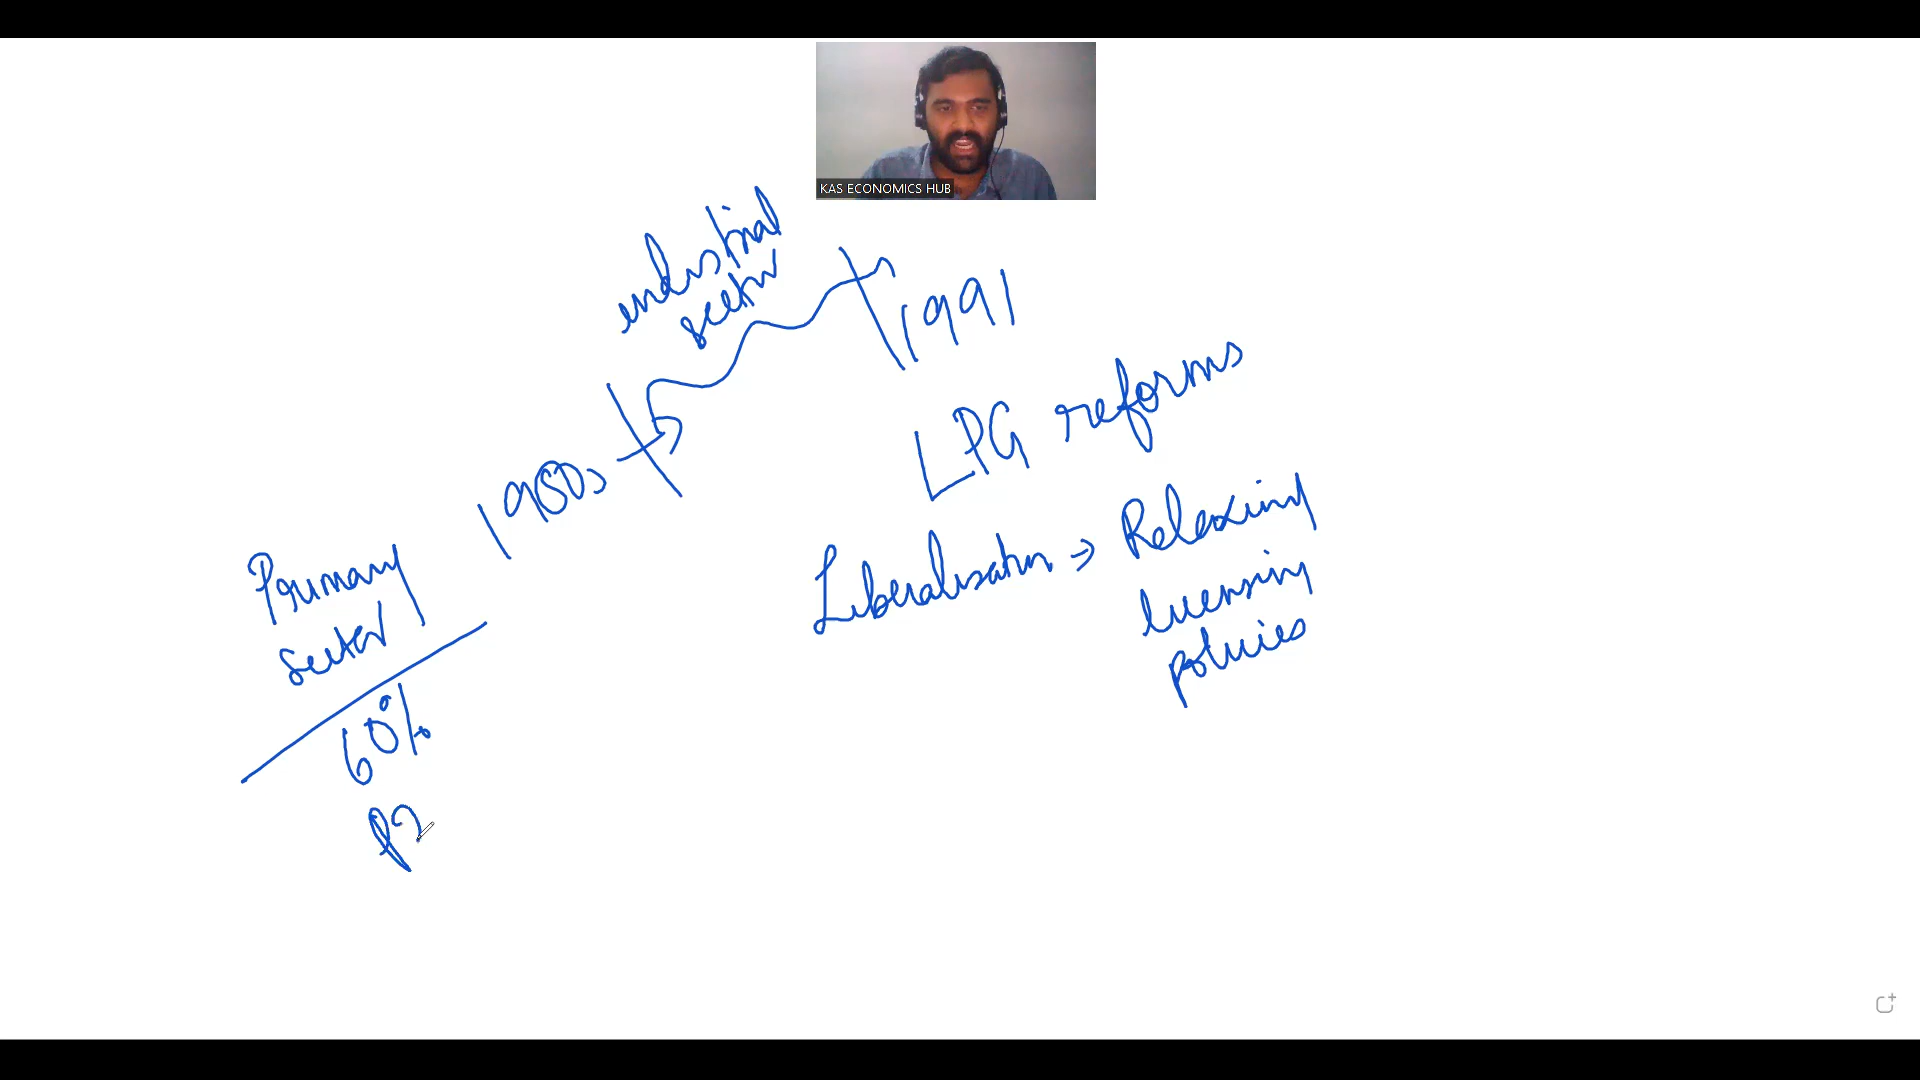 KAS ECONOMICS HUB
industrial
sector
1991
1980s
LPG reforms
Primary
sector
Liberalisation → Relaxing
licensing
policies
60%